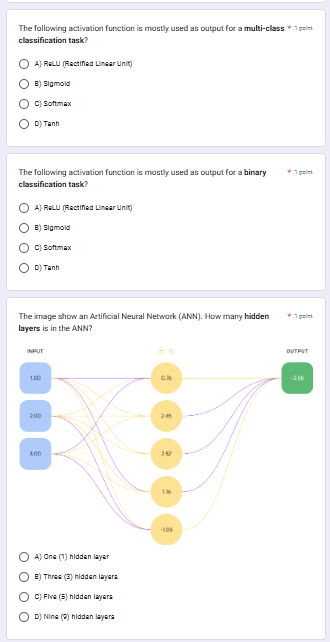 The following activation function is mostly used as output for a multi-class * 1 point
classification task?
A) ReLU (Rectified Linear Unit)
B) Sigmoid
C) Softmax
D) Tanh
The following activation function is mostly used as output for a binary * 1 point
classification task?
A) ReLU (Rectified Linear Unit)
B) Sigmoid
C) Softmax
D) Tanh
The image show an Artificial Neural Network (ANN). How many hidden * 1 point
layers is in the ANN?
INPUT OUTPUT
1.00 0.76 -2.66
2.00 2.45
3.00 2.52
1.16
-1.05
A) One (1) hidden layer
B) Three (3) hidden layers
C) Five (5) hidden layers
D) Nine (9) hidden layers